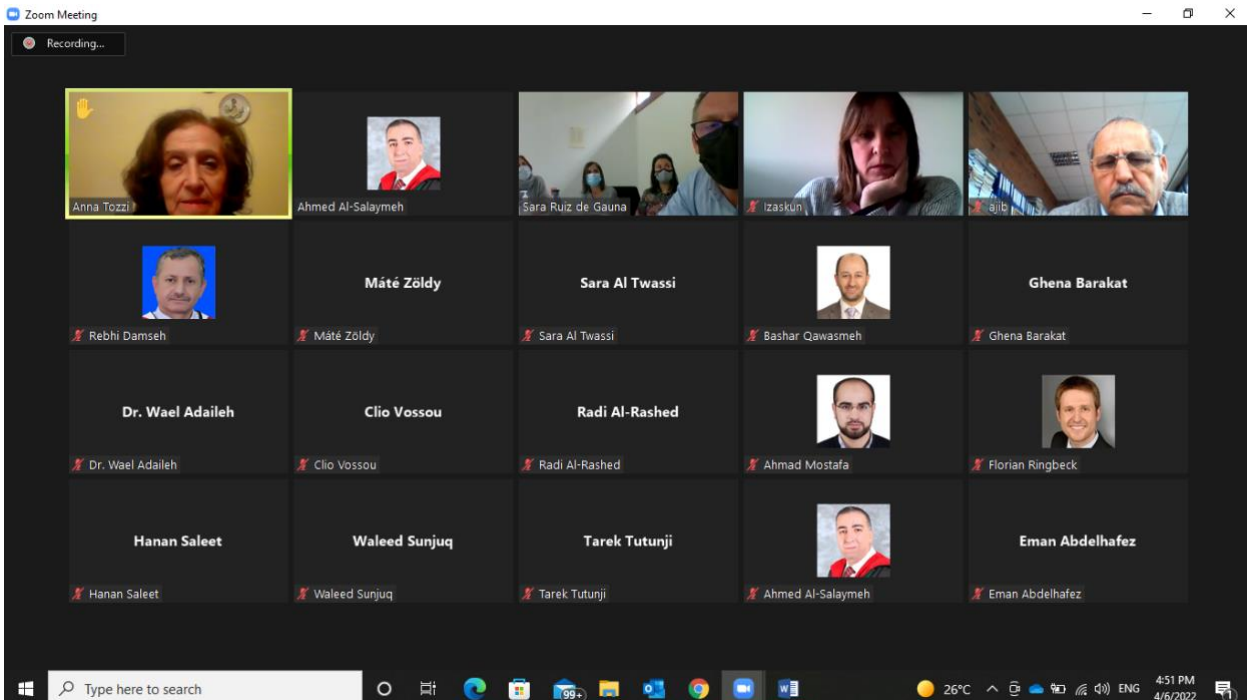 Zoom Meeting
Recording...
Anna Tozzi
Ahmed Al-Salaymeh
Sara Ruiz de Gauna
Izaskun
ajib
Rebhi Damseh
Máté Zöldy
Máté Zöldy
Sara Al Twassi
Sara Al Twassi
Bashar Qawasmeh
Ghena Barakat
Ghena Barakat
Dr. Wael Adaileh
Dr. Wael Adaileh
Clio Vossou
Clio Vossou
Radi Al-Rashed
Radi Al-Rashed
Ahmad Mostafa
Florian Ringbeck
Hanan Saleet
Hanan Saleet
Waleed Sunjuq
Waleed Sunjuq
Tarek Tutunji
Tarek Tutunji
Ahmed Al-Salaymeh
Eman Abdelhafez
Eman Abdelhafez
Type here to search
99+
26°C
ENG
4:51 PM
4/6/2022